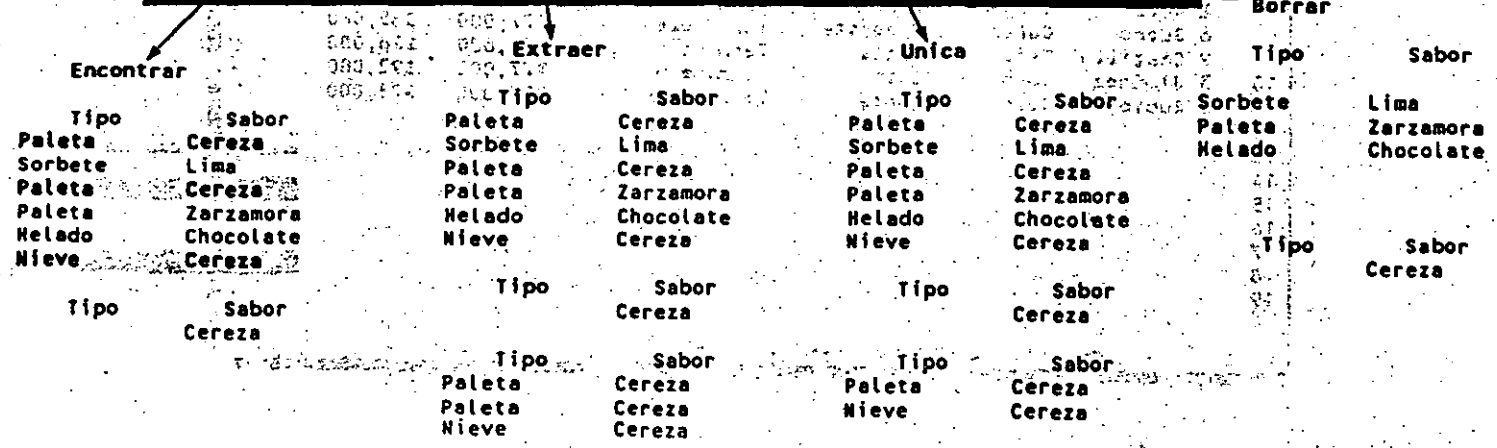 Borrar
Tipo Sabor
Sorbete Lima
Paleta Zarzamora
Helado Chocolate
Tipo Sabor
Cereza
Encontrar
Tipo Sabor
Paleta Cereza
Sorbete Lima
Paleta Cereza
Paleta Zarzamora
Helado Chocolate
Nieve Cereza
Tipo Sabor
Cereza
Extraer
Tipo Sabor
Paleta Cereza
Sorbete Lima
Paleta Cereza
Paleta Zarzamora
Helado Chocolate
Nieve Cereza
Tipo Sabor
Cereza
Tipo Sabor
Paleta Cereza
Paleta Cereza
Nieve Cereza
Unica
Tipo Sabor
Paleta Cereza
Sorbete Lima
Paleta Cereza
Paleta Zarzamora
Helado Chocolate
Nieve Cereza
Tipo Sabor
Cereza
Tipo Sabor
Paleta Cereza
Nieve Cereza